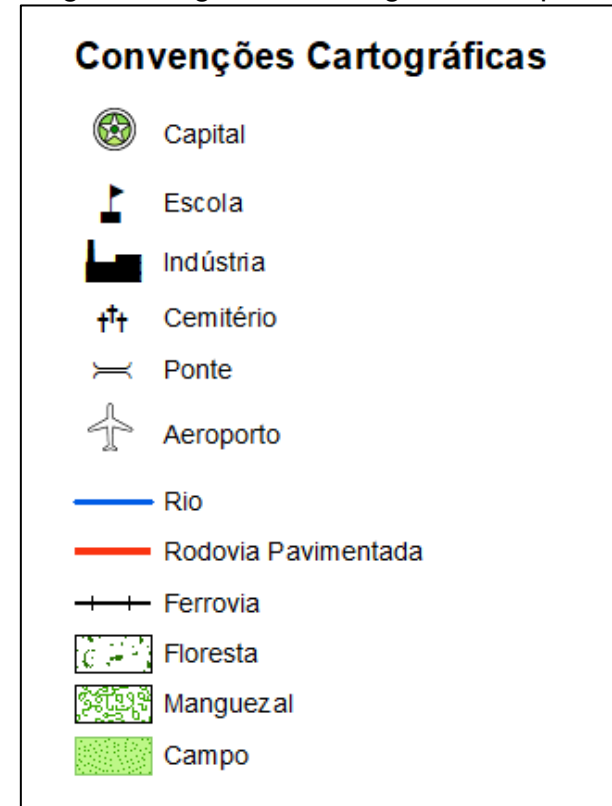 Convenções Cartográficas
Capital
Escola
Indústria
Cemitério
Ponte
Aeroporto
Rio
Rodovia Pavimentada
Ferrovia
Floresta
Manguezal
Campo